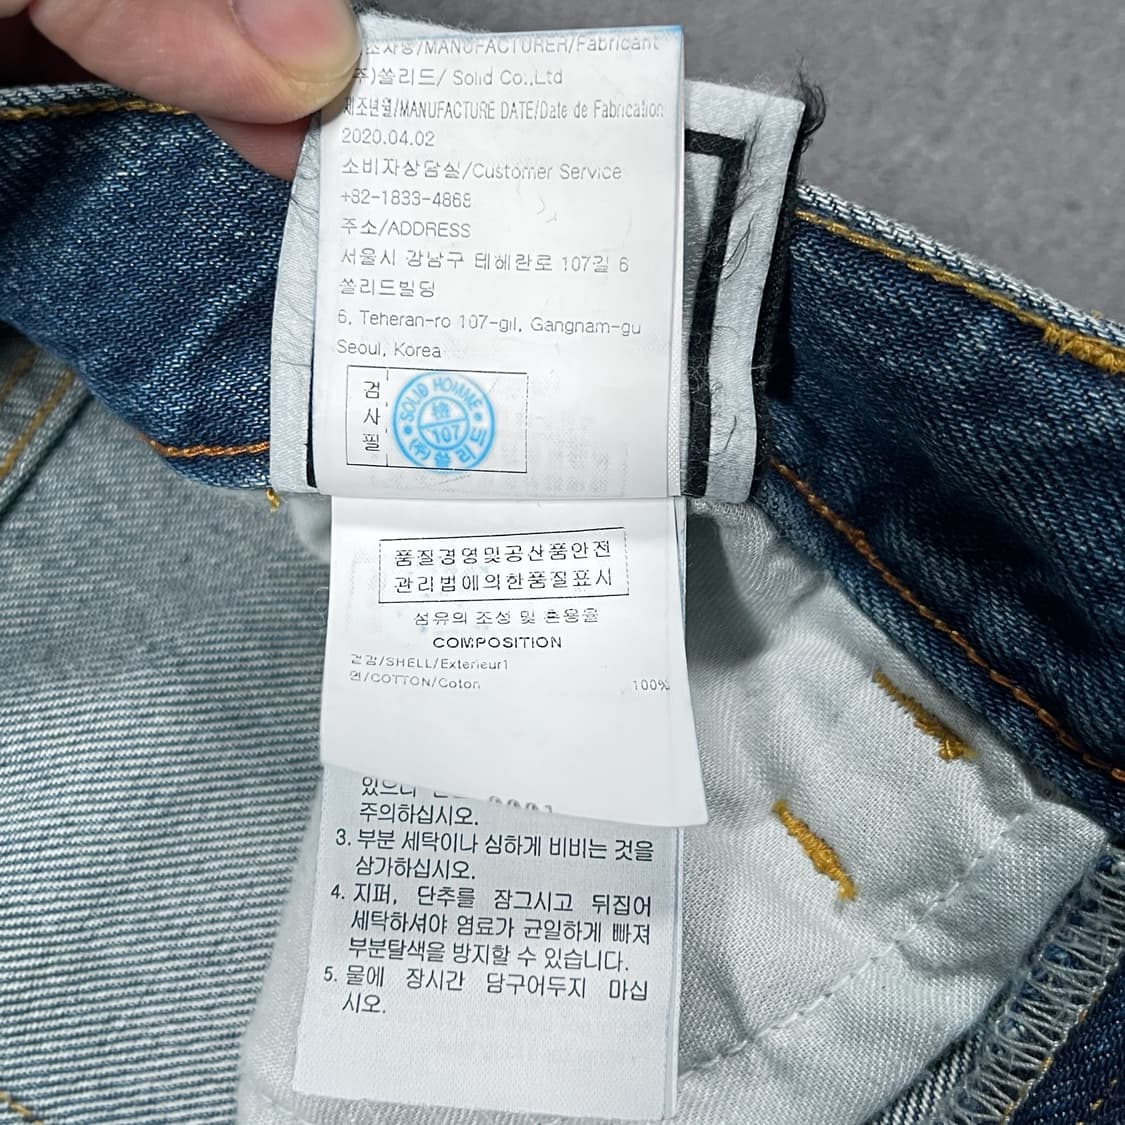 제조자명/MANUFACTURER/Fabricant
(주)쏠리드/ Solid Co.,Ltd
제조년월/MANUFACTURE DATE/Date de Fabrication
2020.04.02
소비자상담실/Customer Service
+82-1833-4868
주소/ADDRESS
서울시 강남구 테헤란로 107길 6
쏠리드빌딩
6, Teheran-ro 107-gil, Gangnam-gu
Seoul, Korea
검
사
필
SOLID HOMME
107
(주)쏠리드
품질경영및공산품안전
관리법에의한품질표시
섬유의 조성 및 혼용율
COMPOSITION
겉감/SHELL/Exterieur1
면/COTTON/Coton 100%
있으니
주의하십시오.
3. 부분 세탁이나 심하게 비비는 것을
삼가하십시오.
4. 지퍼, 단추를 잠그시고 뒤집어
세탁하셔야 염료가 균일하게 빠져
부분탈색을 방지할 수 있습니다.
5. 물에 장시간 담구어두지 마십
시오.